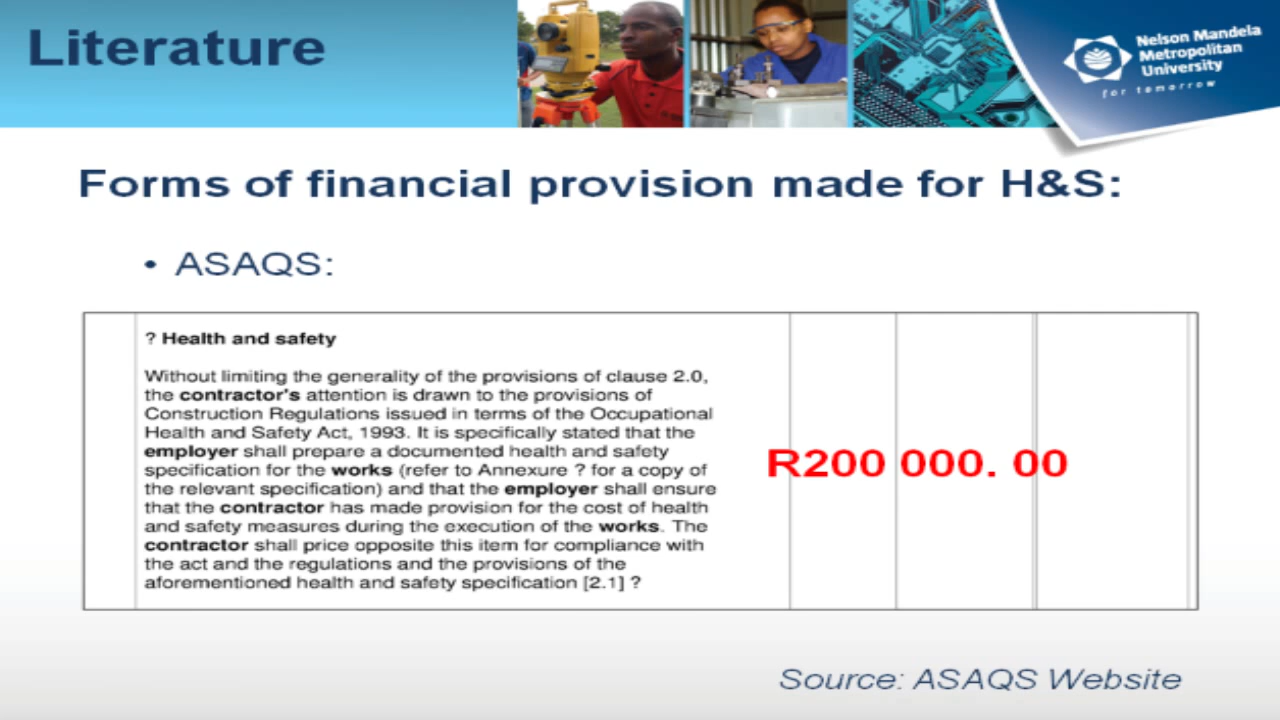 Literature
Nelson Mandela
Metropolitan
University
for tomorrow
Forms of financial provision made for H&S:
• ASAQS:
? Health and safety
Without limiting the generality of the provisions of clause 2.0,
the contractor's attention is drawn to the provisions of
Construction Regulations issued in terms of the Occupational
Health and Safety Act, 1993. It is specifically stated that the
employer shall prepare a documented health and safety
specification for the works (refer to Annexure ? for a copy of
the relevant specification) and that the employer shall ensure
that the contractor has made provision for the cost of health
and safety measures during the execution of the works. The
contractor shall price opposite this item for compliance with
the act and the regulations and the provisions of the
aforementioned health and safety specification [2.1] ?
R200 000. 00
Source: ASAQS Website